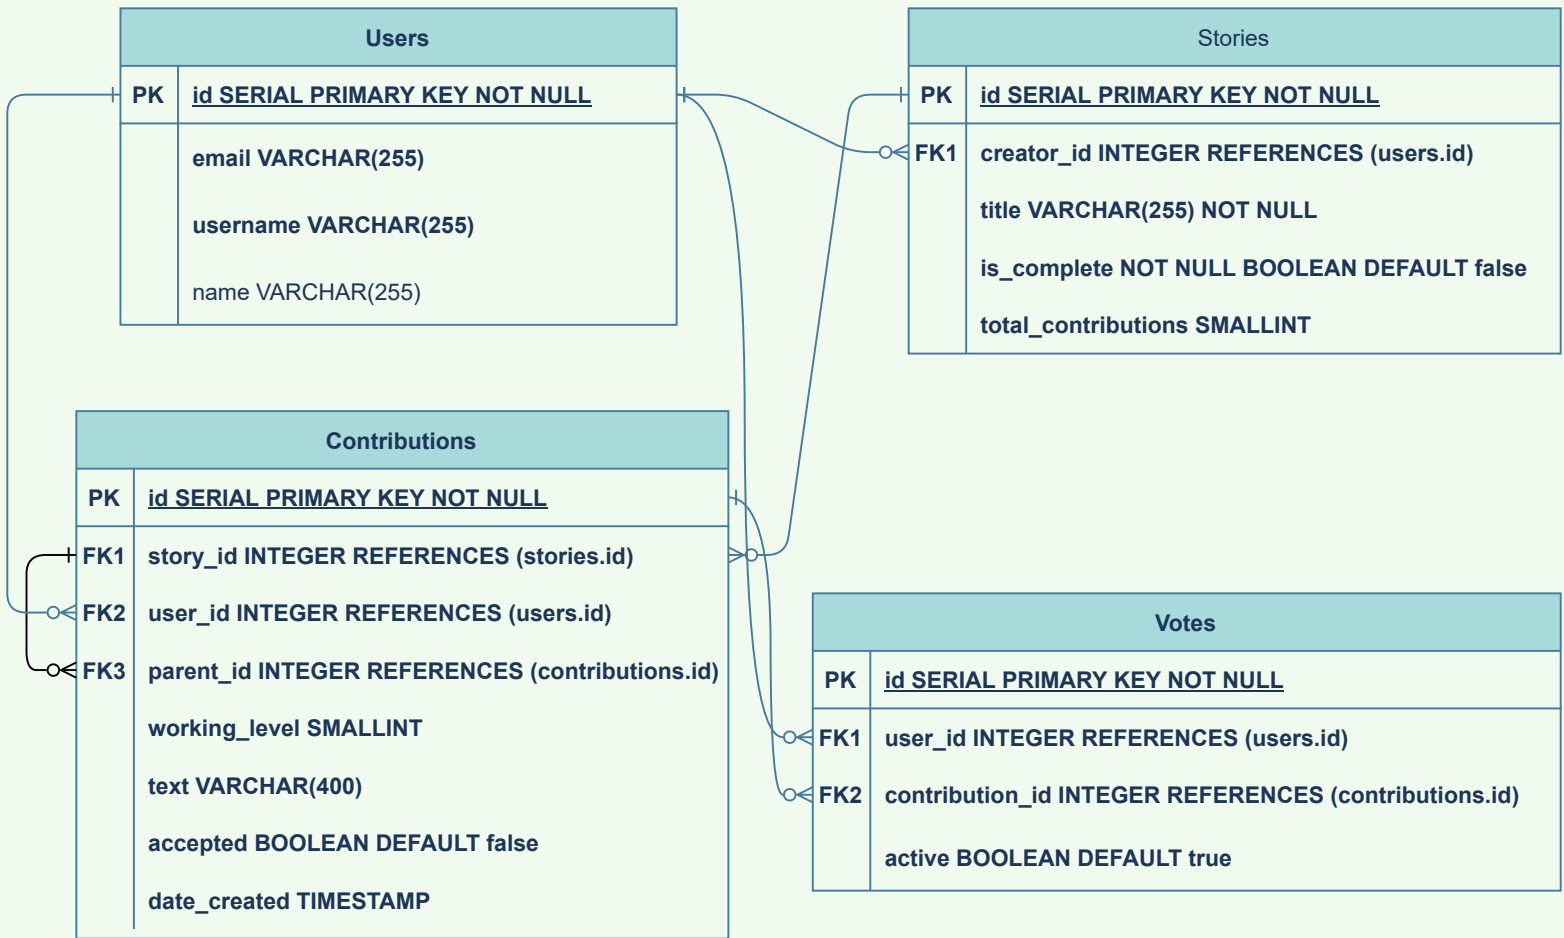 Users
PK id SERIAL PRIMARY KEY NOT NULL
email VARCHAR(255)
username VARCHAR(255)
name VARCHAR(255)
Stories
PK id SERIAL PRIMARY KEY NOT NULL
FK1 creator_id INTEGER REFERENCES (users.id)
title VARCHAR(255) NOT NULL
is_complete NOT NULL BOOLEAN DEFAULT false
total_contributions SMALLINT
Contributions
PK id SERIAL PRIMARY KEY NOT NULL
FK1 story_id INTEGER REFERENCES (stories.id)
FK2 user_id INTEGER REFERENCES (users.id)
FK3 parent_id INTEGER REFERENCES (contributions.id)
working_level SMALLINT
text VARCHAR(400)
accepted BOOLEAN DEFAULT false
date_created TIMESTAMP
Votes
PK id SERIAL PRIMARY KEY NOT NULL
FK1 user_id INTEGER REFERENCES (users.id)
FK2 contribution_id INTEGER REFERENCES (contributions.id)
active BOOLEAN DEFAULT true